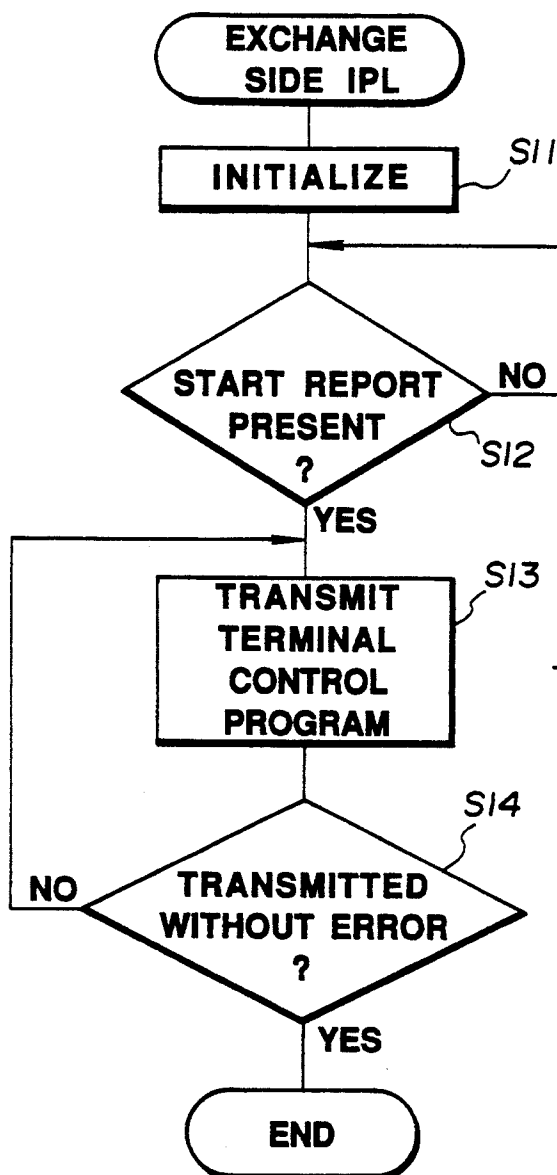 EXCHANGE
SIDE IPL
INITIALIZE
S11
START REPORT
PRESENT
?
NO
S12
YES
TRANSMIT
TERMINAL
CONTROL
PROGRAM
S13
S14
NO
TRANSMITTED
WITHOUT ERROR
?
YES
END